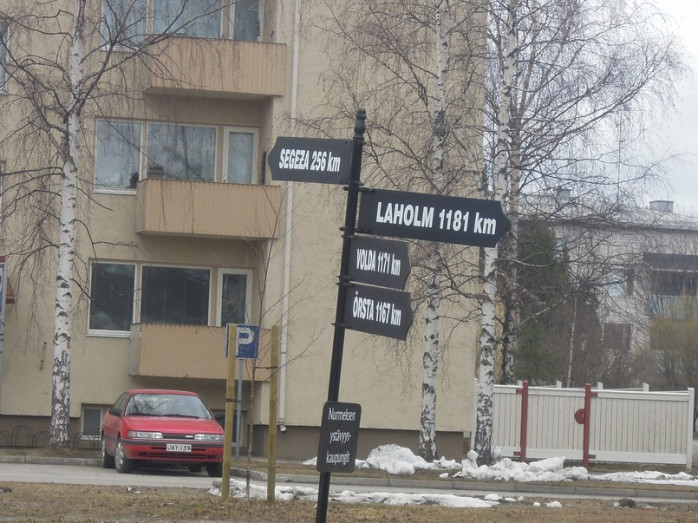 SEGEZA 256 km
LAHOLM 1181 km
VOLDA 1171 km
ÖRSTA 1167 km
P
Nurmeksen
ystävyys-
kaupungit